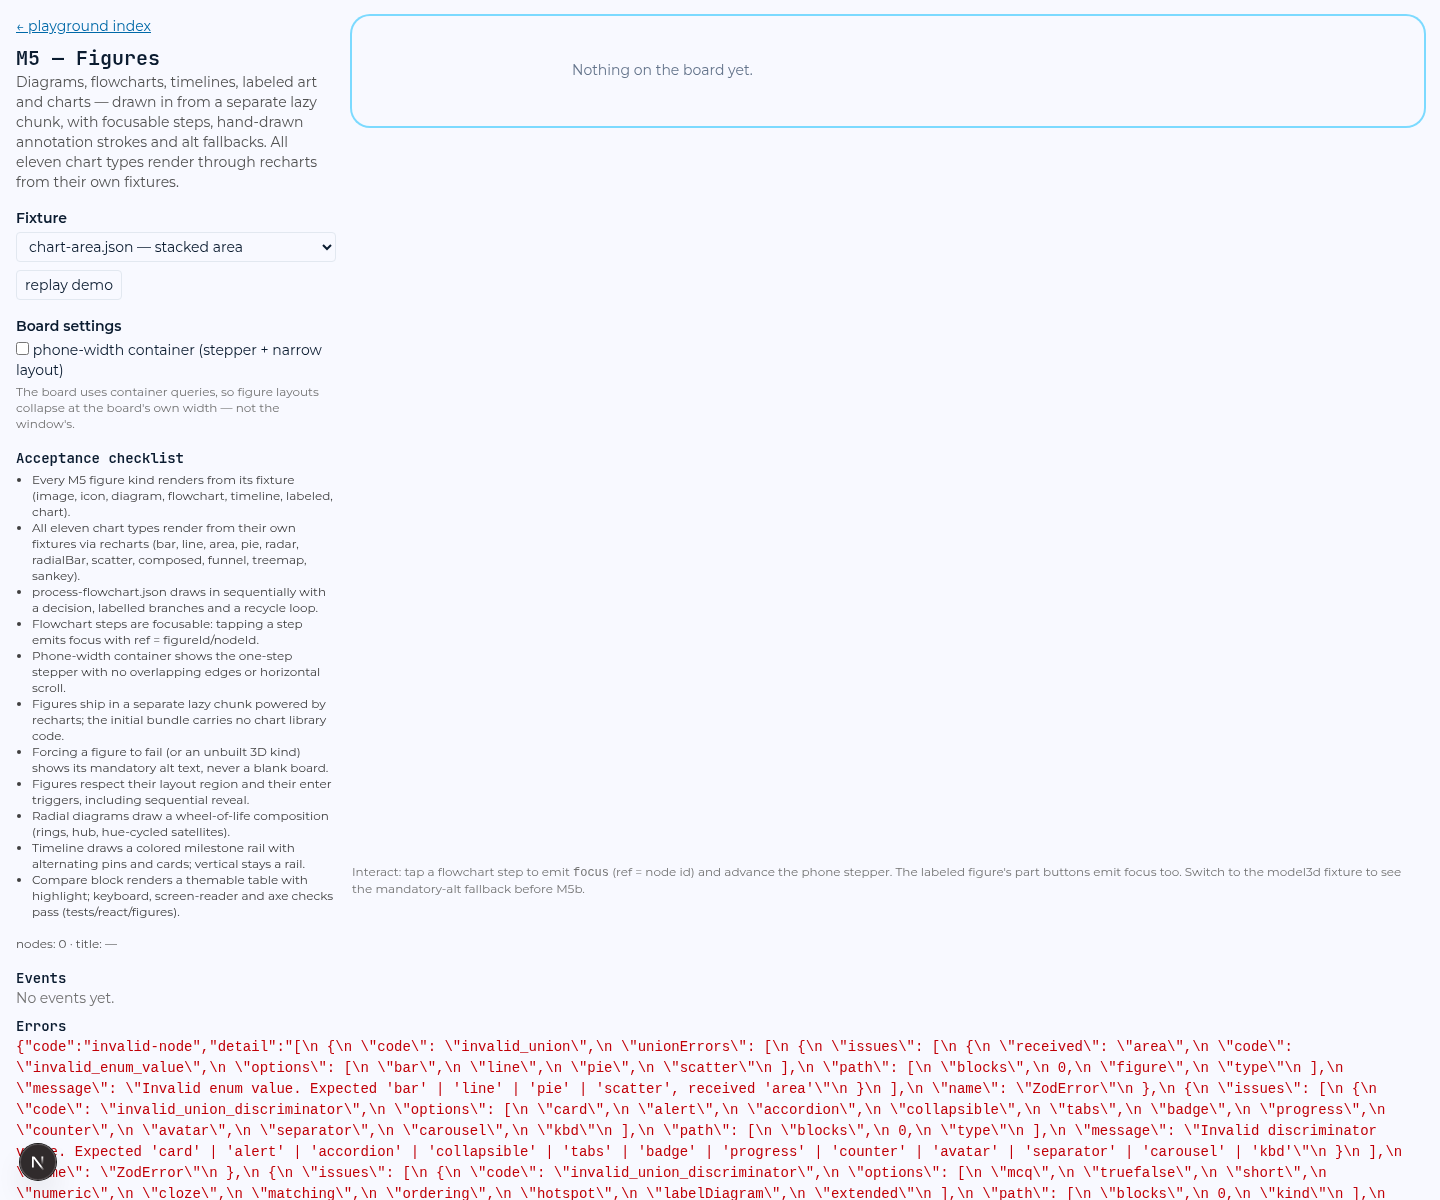 ← playground index
M5 — Figures
Diagrams, flowcharts, timelines, labeled art
and charts — drawn in from a separate lazy
chunk, with focusable steps, hand-drawn
annotation strokes and alt fallbacks. All
eleven chart types render through recharts
from their own fixtures.
Fixture
chart-area.json — stacked area
replay demo
Board settings
phone-width container (stepper + narrow
layout)
The board uses container queries, so figure layouts
collapse at the board's own width — not the
window's.
Acceptance checklist
• Every M5 figure kind renders from its fixture
(image, icon, diagram, flowchart, timeline, labeled,
chart).
• All eleven chart types render from their own
fixtures via recharts (bar, line, area, pie, radar,
radialBar, scatter, composed, funnel, treemap,
sankey).
• process-flowchart.json draws in sequentially with
a decision, labelled branches and a recycle loop.
• Flowchart steps are focusable: tapping a step
emits focus with ref = figureId/nodeId.
• Phone-width container shows the one-step
stepper with no overlapping edges or horizontal
scroll.
• Figures ship in a separate lazy chunk powered by
recharts; the initial bundle carries no chart library
code.
• Forcing a figure to fail (or an unbuilt 3D kind)
shows its mandatory alt text, never a blank board.
• Figures respect their layout region and their enter
triggers, including sequential reveal.
• Radial diagrams draw a wheel-of-life composition
(rings, hub, hue-cycled satellites).
• Timeline draws a colored milestone rail with
alternating pins and cards; vertical stays a rail.
• Compare block renders a themable table with
highlight; keyboard, screen-reader and axe checks
pass (tests/react/figures).
nodes: 0 · title: —
Nothing on the board yet.
Interact: tap a flowchart step to emit focus (ref = node id) and advance the phone stepper. The labeled figure's part buttons emit focus too. Switch to the model3d fixture to see
the mandatory-alt fallback before M5b.
Events
No events yet.
Errors
{"code":"invalid-node","detail":"[\n {\n \"code\": \"invalid_union\",\n \"unionErrors\": [\n {\n \"issues\": [\n {\n \"received\": \"area\",\n \"code\":
\"invalid_enum_value\",\n \"options\": [\n \"bar\",\n \"line\",\n \"pie\",\n \"scatter\"\n ],\n \"path\": [\n \"blocks\",\n 0,\n \"figure\",\n \"type\"\n ],\n
\"message\": \"Invalid enum value. Expected 'bar' | 'line' | 'pie' | 'scatter', received 'area'\"\n }\n ],\n \"name\": \"ZodError\"\n },\n {\n \"issues\": [\n {\n
\"code\": \"invalid_union_discriminator\",\n \"options\": [\n \"card\",\n \"alert\",\n \"accordion\",\n \"collapsible\",\n \"tabs\",\n \"badge\",\n \"progress\",\n
\"counter\",\n \"avatar\",\n \"separator\",\n \"carousel\",\n \"kbd\"\n ],\n \"path\": [\n \"blocks\",\n 0,\n \"type\"\n ],\n \"message\": \"Invalid discriminator
Expected 'card' | 'alert' | 'accordion' | 'collapsible' | 'tabs' | 'badge' | 'progress' | 'counter' | 'avatar' | 'separator' | 'carousel' | 'kbd'\"\n }\n ],\n
\": \"ZodError\"\n },\n {\n \"issues\": [\n {\n \"code\": \"invalid_union_discriminator\",\n \"options\": [\n \"mcq\",\n \"truefalse\",\n \"short\",\n
\"numeric\",\n \"cloze\",\n \"matching\",\n \"ordering\",\n \"hotspot\",\n \"labelDiagram\",\n \"extended\"\n ],\n \"path\": [\n \"blocks\",\n 0,\n \"kind\"\n ],\n